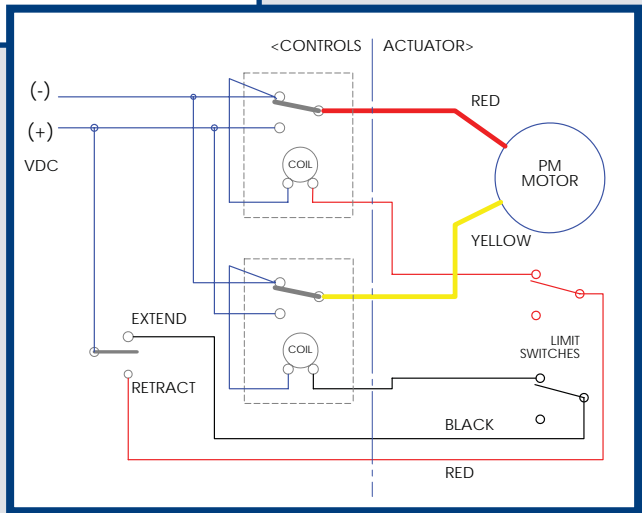 <CONTROLS ACTUATOR>
(-)
RED
(+)
VDC
COIL
PM
MOTOR
YELLOW
EXTEND
LIMIT
SWITCHES
COIL
RETRACT
BLACK
RED